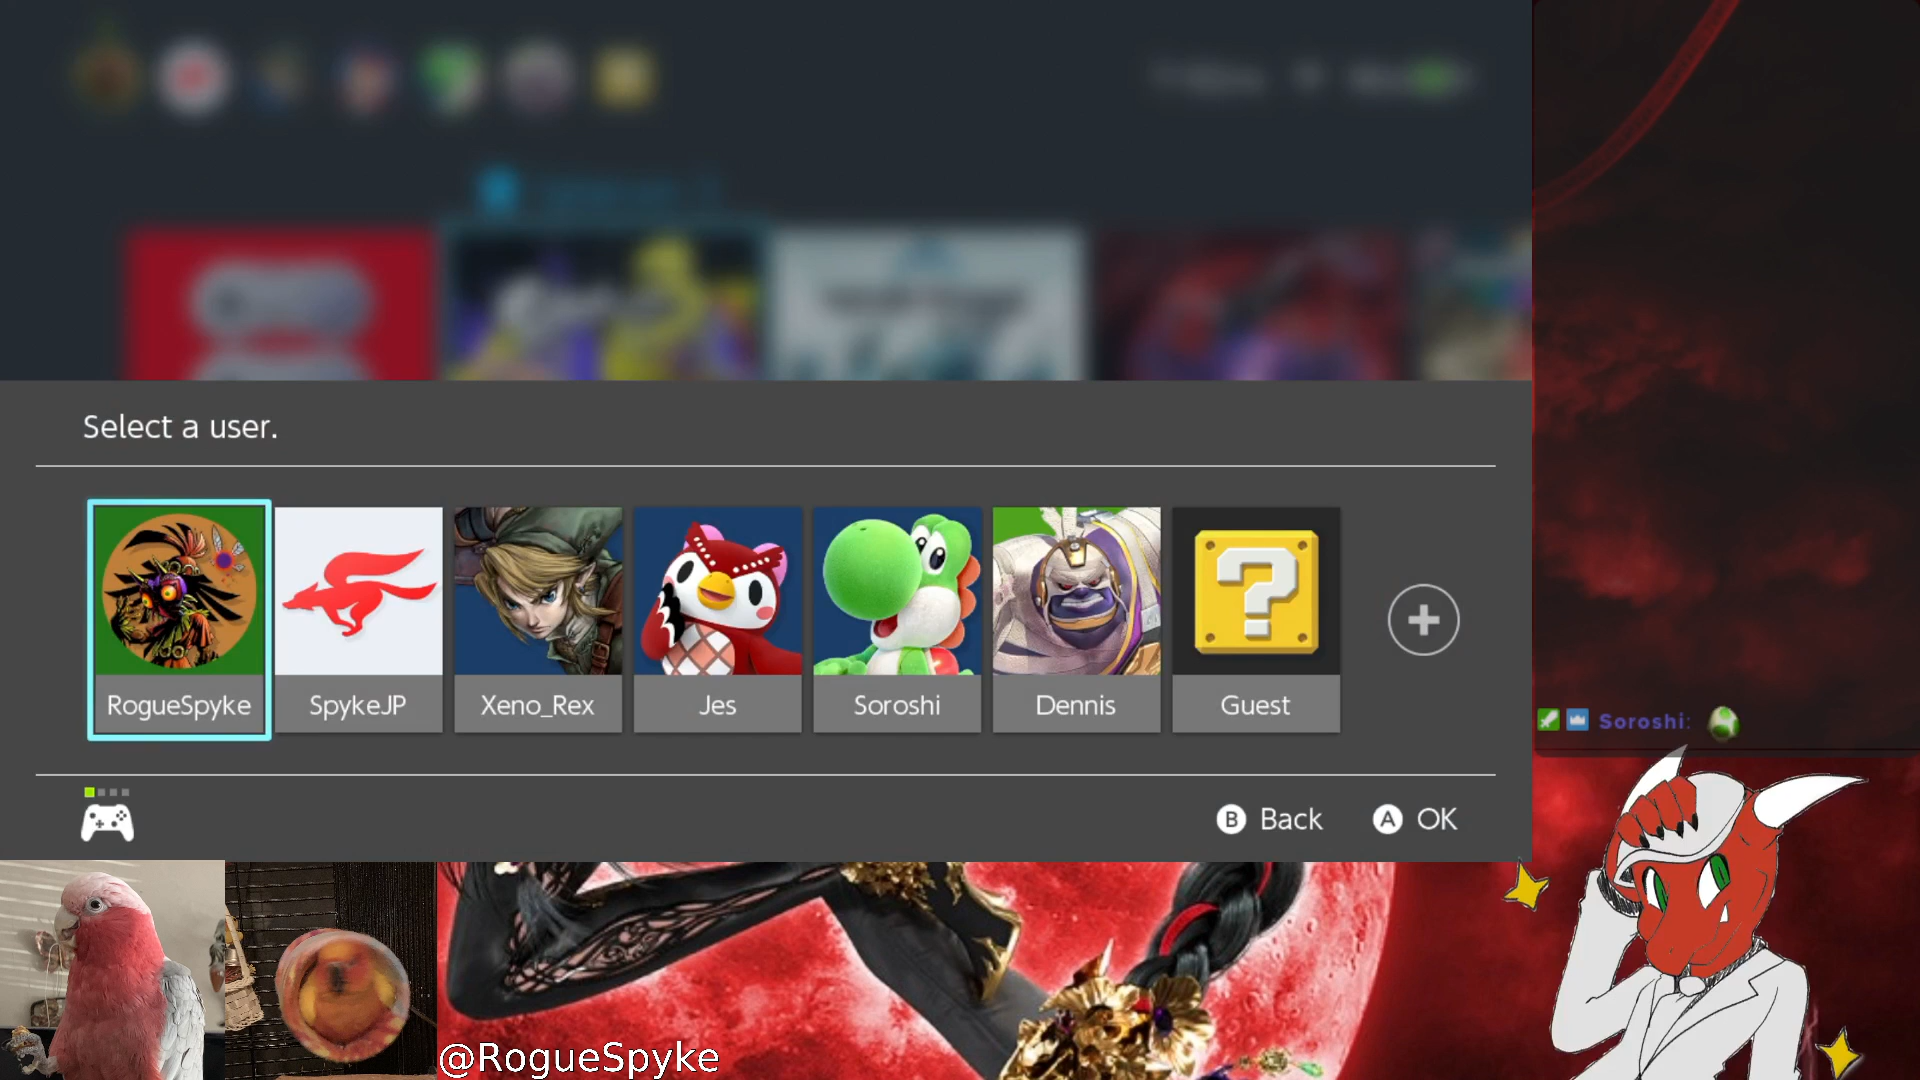 Select a user.
RogueSpyke
SpykeJP
Xeno_Rex
Jes
Soroshi
Dennis
Guest
B Back
A OK
Soroshi:
@RogueSpyke